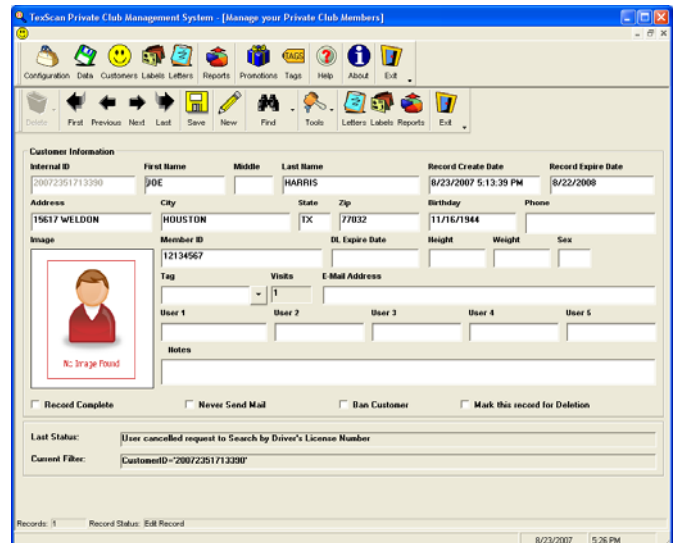 TexScan Private Club Management System - [Manage your Private Club Members]
Configuration Data Customers Labels Letters Reports Promotions Tags Help About Exit
Delete First Previous Next Last Save New Find Tools Letters Labels Reports Exit
Customer Information
Internal ID First Name Middle Last Name Record Create Date Record Expire Date
20072351713390 JOE HARRIS 8/23/2007 5:13:39 PM 8/22/2008
Address City State Zip Birthday Phone
15617 WELDON HOUSTON TX 77032 11/16/1944
Image Member ID DL Expire Date Height Weight Sex
12134567
Tag Visits E-Mail Address
1
User 1 User 2 User 3 User 4 User 5
Notes
No Image Found
Record Complete Never Send Mail Ban Customer Mark this record for Deletion
Last Status: User cancelled request to Search by Driver's License Number
Current Filter: CustomerID='20072351713390'
Records: 1 Record Status: Edit Record
8/23/2007 5:26 PM